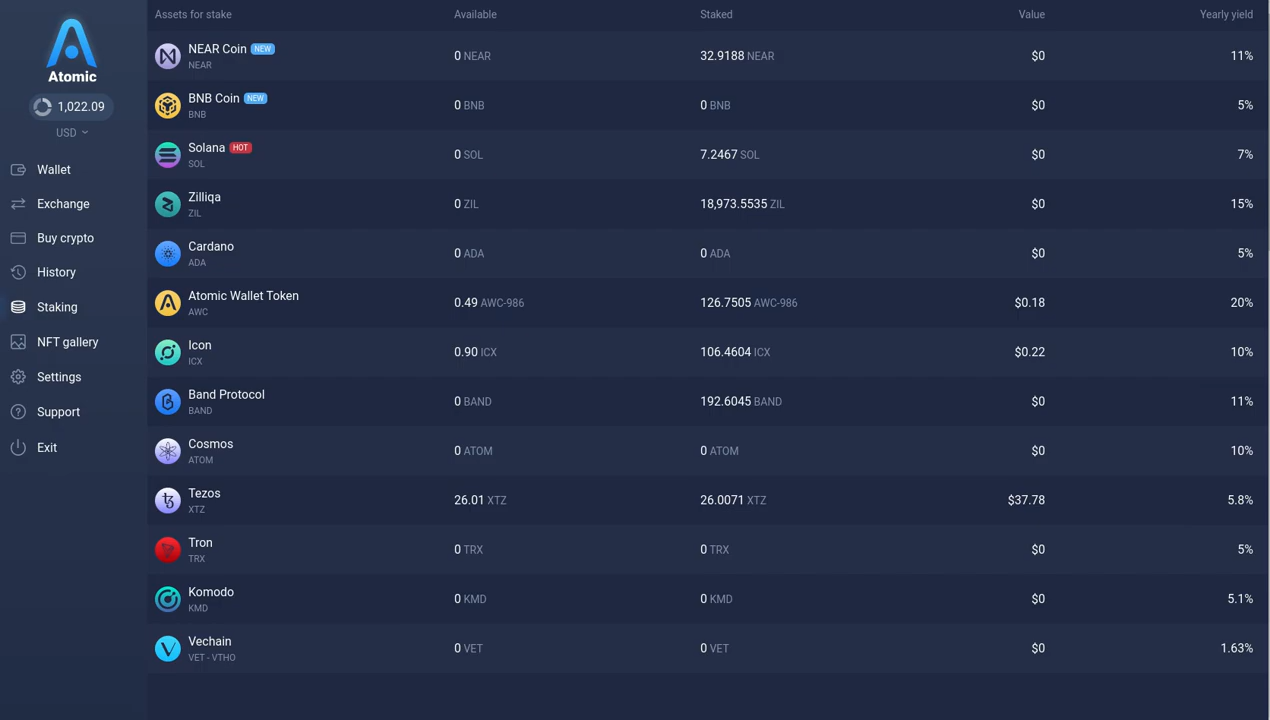 Atomic
1,022.09
USD
Wallet
Exchange
Buy crypto
History
Staking
NFT gallery
Settings
Support
Exit
Assets for stake Available Staked Value Yearly yield
NEAR Coin NEW
NEAR
0 NEAR 32.9188 NEAR $0 11%
BNB Coin NEW
BNB
0 BNB 0 BNB $0 5%
Solana HOT
SOL
0 SOL 7.2467 SOL $0 7%
Zilliqa
ZIL
0 ZIL 18,973.5535 ZIL $0 15%
Cardano
ADA
0 ADA 0 ADA $0 5%
Atomic Wallet Token
AWC
0.49 AWC-986 126.7505 AWC-986 $0.18 20%
Icon
ICX
0.90 ICX 106.4604 ICX $0.22 10%
Band Protocol
BAND
0 BAND 192.6045 BAND $0 11%
Cosmos
ATOM
0 ATOM 0 ATOM $0 10%
Tezos
XTZ
26.01 XTZ 26.0071 XTZ $37.78 5.8%
Tron
TRX
0 TRX 0 TRX $0 5%
Komodo
KMD
0 KMD 0 KMD $0 5.1%
Vechain
VET - VTHO
0 VET 0 VET $0 1.63%